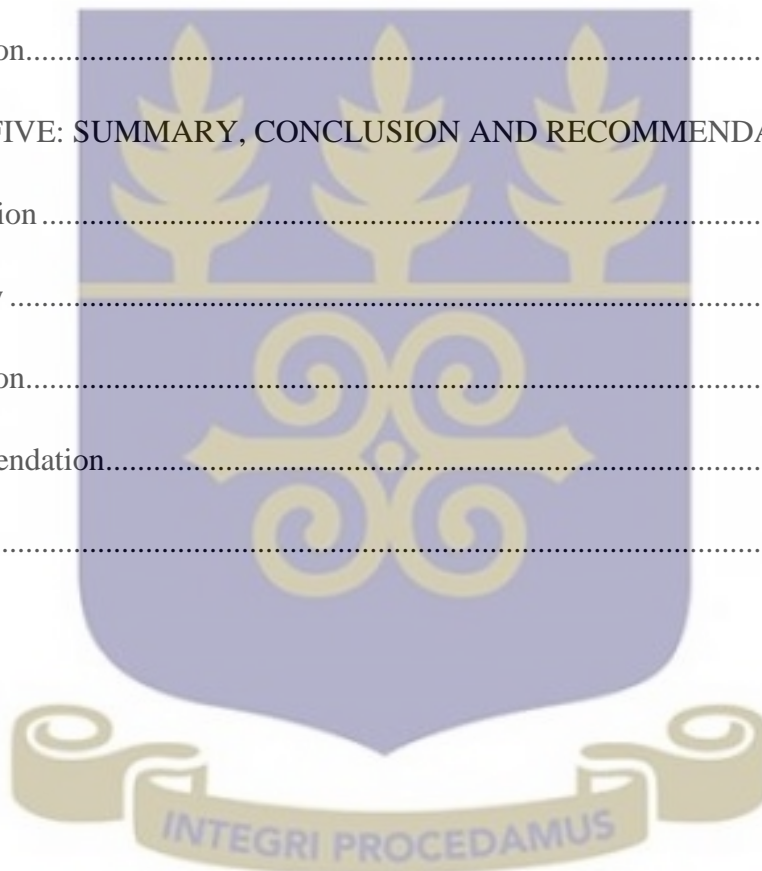 on..........................................................................................................
FIVE: SUMMARY, CONCLUSION AND RECOMMENDA
ion ........................................................................................................
y .............................................................................................................
on..........................................................................................................
endation...............................................................................................
................................................................................................................
INTEGRI PROCEDAMUS